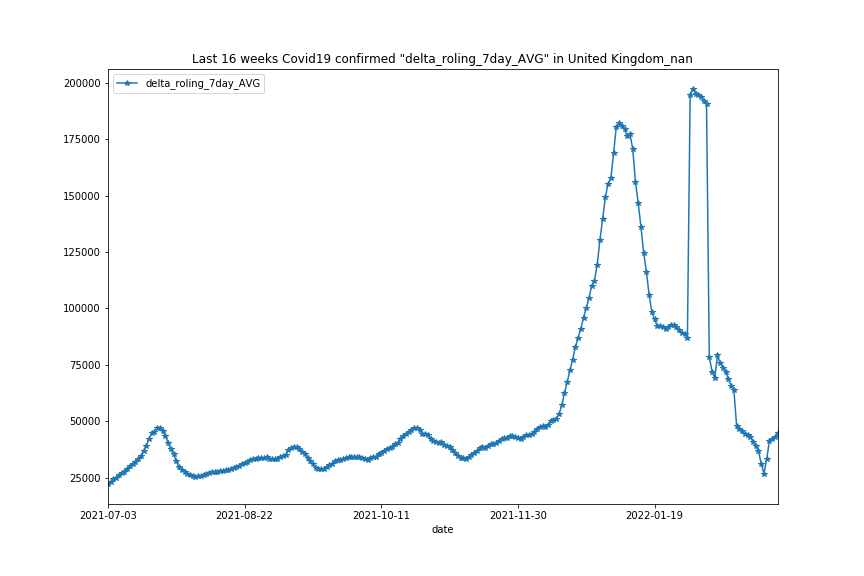 Last 16 weeks Covid19 confirmed "delta_roling_7day_AVG" in United Kingdom_nan
delta_roling_7day_AVG
200000
175000
150000
125000
100000
75000
50000
25000
2021-07-03 2021-08-22 2021-10-11 2021-11-30 2022-01-19
date